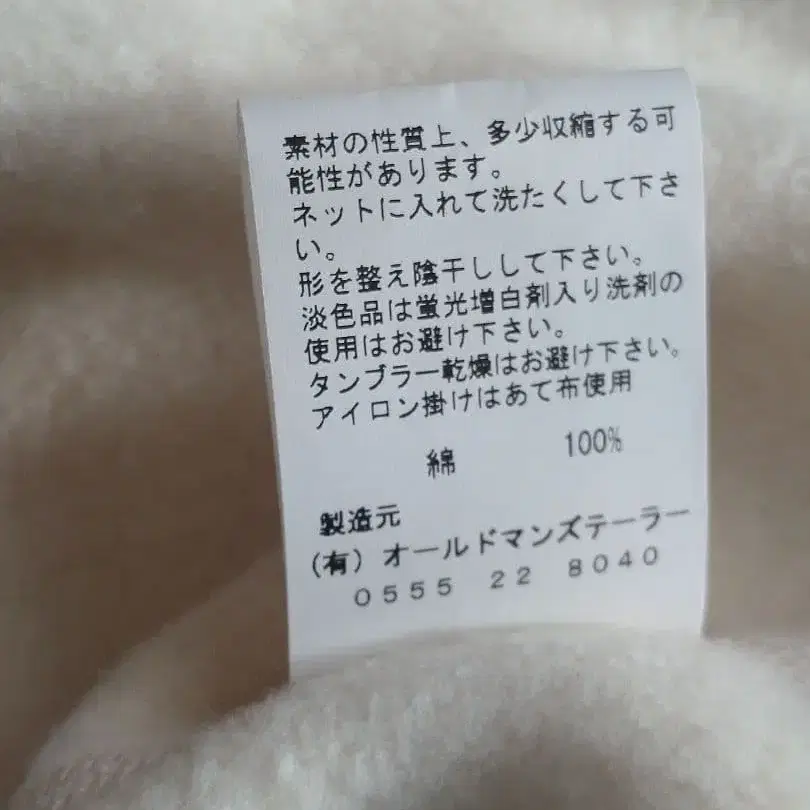 素材の性質上、多少収縮する可
能性があります。
ネットに入れて洗たくして下さ
い。
形を整え陰干しして下さい。
淡色品は蛍光増白剤入り洗剤の
使用はお避け下さい。
タンブラー乾燥はお避け下さい。
アイロン掛けはあて布使用
綿 100%
製造元
(有) オールドマンズテーラー
0555 22 8040